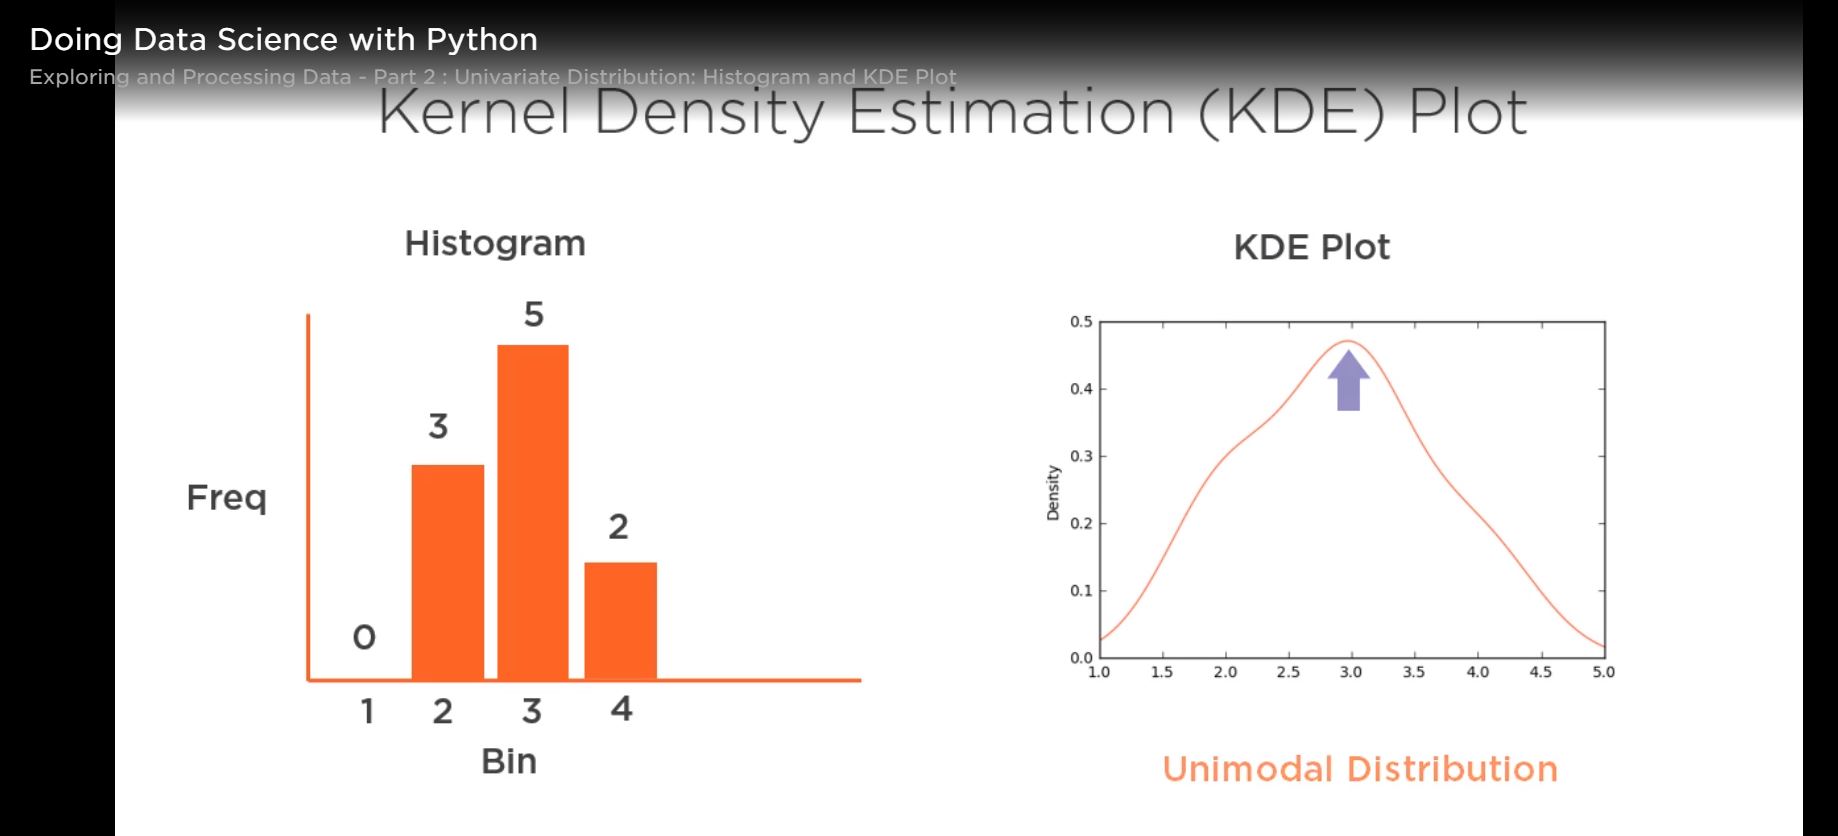 Doing Data Science with Python
Exploring and Processing Data - Part 2 : Univariate Distribution: Histogram and KDE Plot
Kernel Density Estimation (KDE) Plot
Histogram
5
3
2
0
Freq
1 2 3 4
Bin
KDE Plot
0.5
0.4
0.3
0.2
0.1
0.0
Density
1.0 1.5 2.0 2.5 3.0 3.5 4.0 4.5 5.0
Unimodal Distribution